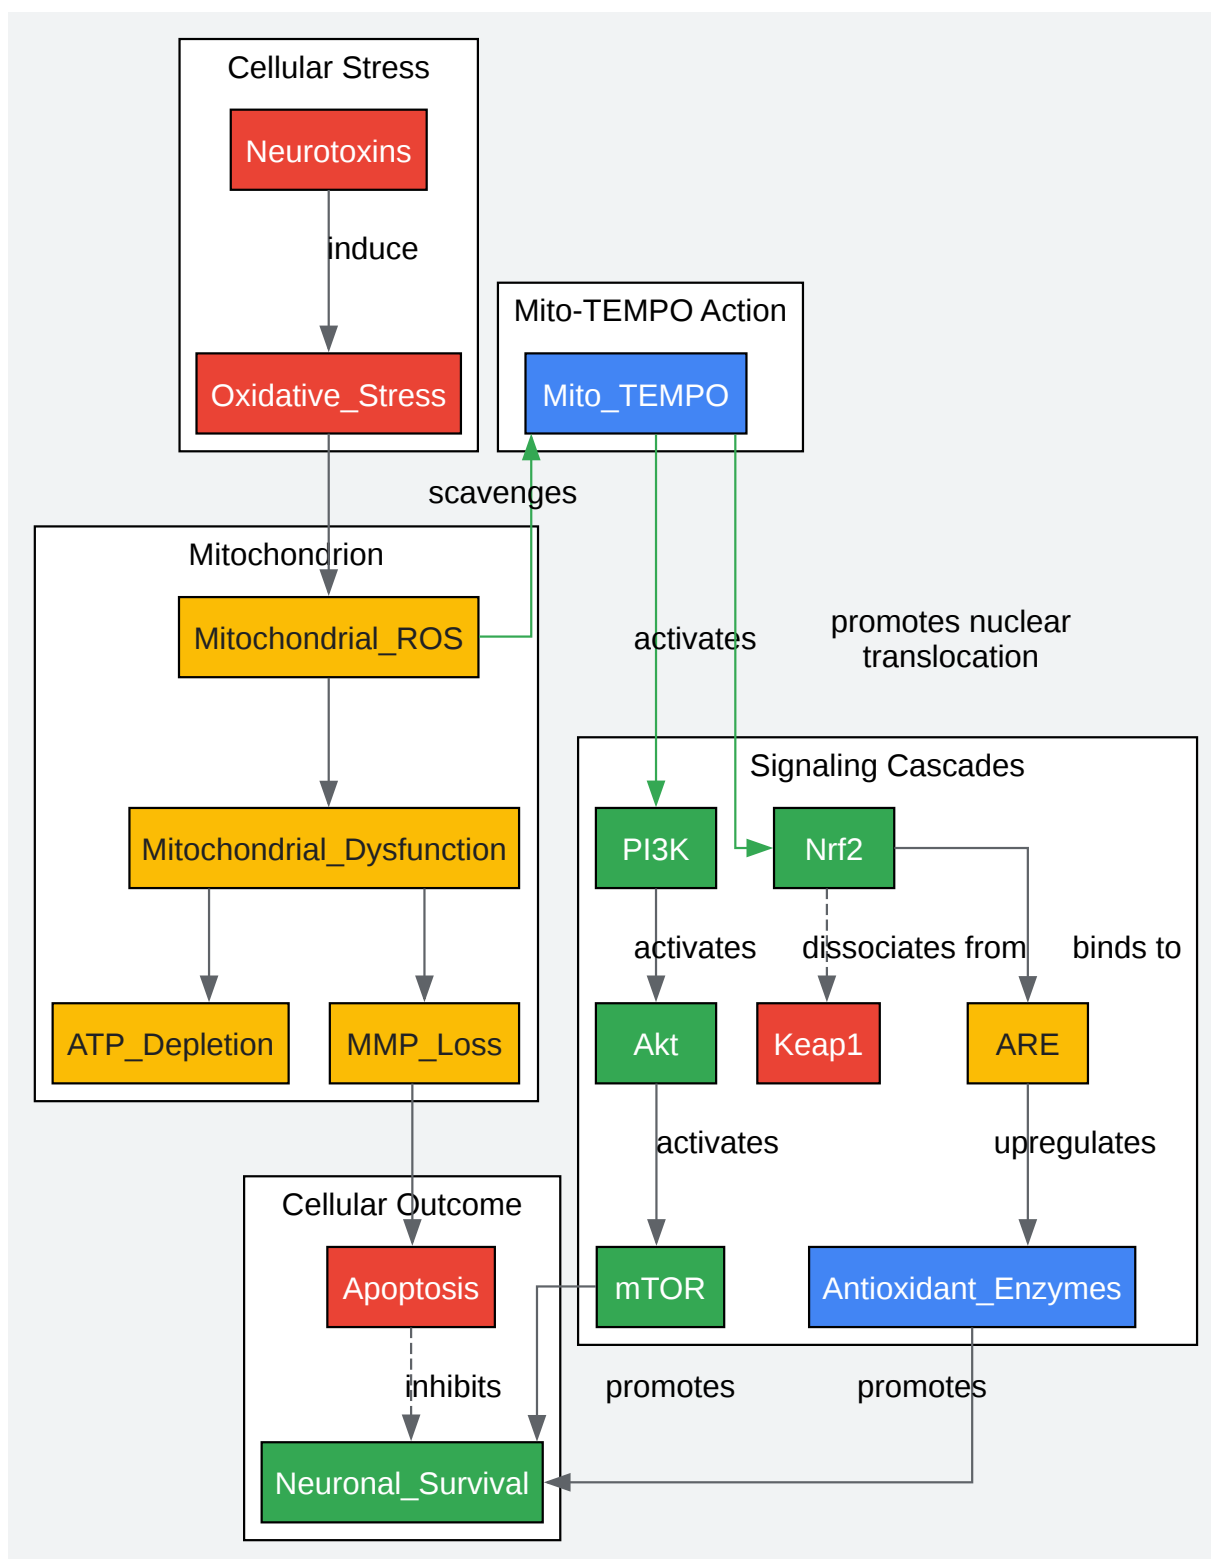 Cellular Stress
Neurotoxins
induce
Mito-TEMPO Action
Oxidative_Stress
Mito_TEMPO
scavenges
Mitochondrion
Mitochondrial_ROS
activates
promotes nuclear
translocation
Signaling Cascades
Mitochondrial_Dysfunction
PI3K
Nrf2
activates
dissociates from
binds to
ATP_Depletion
MMP_Loss
Akt
Keap1
ARE
activates
upregulates
Cellular Outcome
Apoptosis
mTOR
Antioxidant_Enzymes
inhibits
promotes
promotes
Neuronal_Survival